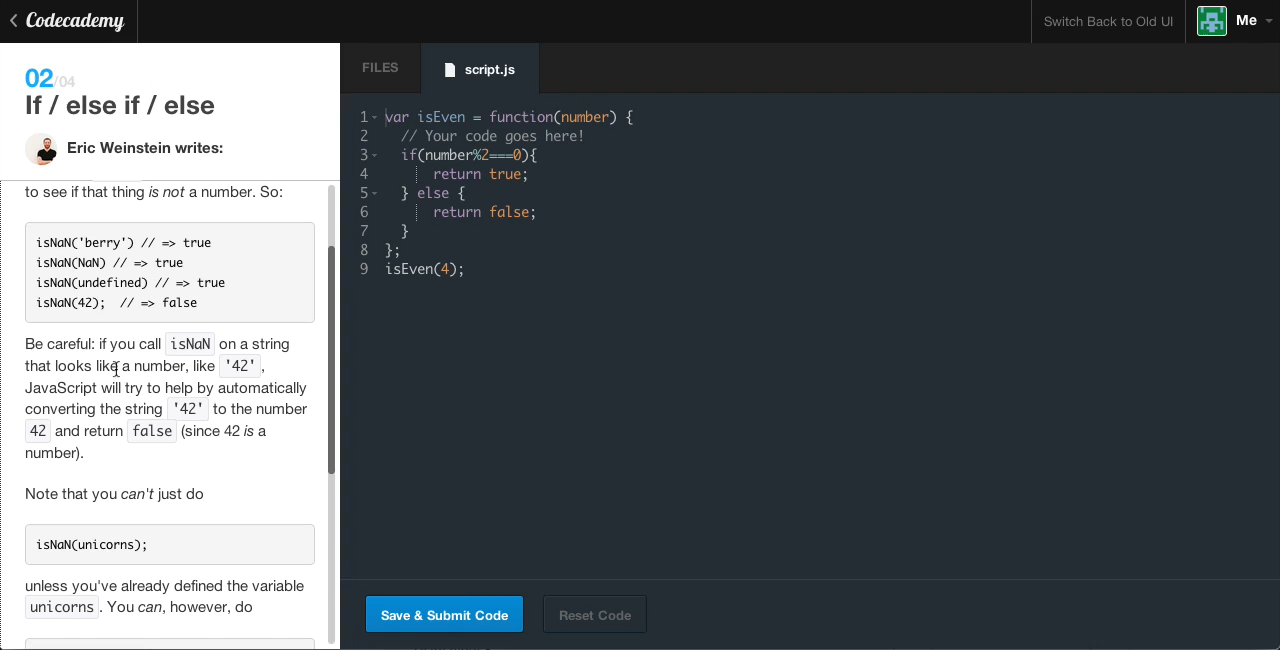 Codecademy
Switch Back to Old UI
Me
02/04
If / else if / else
Eric Weinstein writes:
to see if that thing is not a number. So:
isNaN('berry') // => true
isNaN(NaN) // => true
isNaN(undefined) // => true
isNaN(42);  // => false
Be careful: if you call isNaN on a string
that looks like a number, like '42',
JavaScript will try to help by automatically
converting the string '42' to the number
42 and return false (since 42 is a
number).
Note that you can't just do
isNaN(unicorns);
unless you've already defined the variable
unicorns. You can, however, do
FILES
script.js
1 var isEven = function(number) {
2   // Your code goes here!
3   if(number%2===0){
4       return true;
5   } else {
6       return false;
7   }
8 };
9 isEven(4);
Save & Submit Code
Reset Code